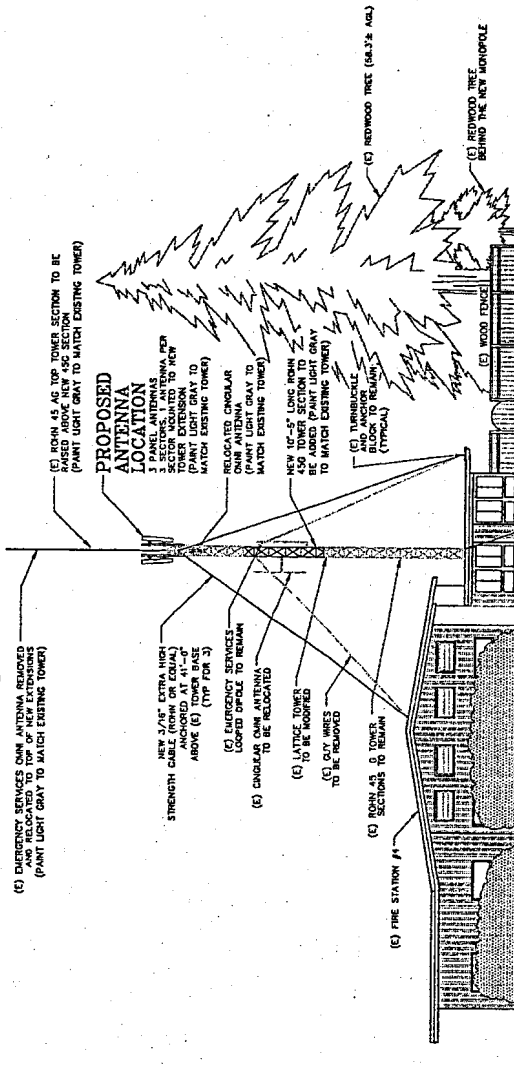 (E) EMERGENCY SERVICES OMNI ANTENNA REMOVED
AND RELOCATED TO TOP OF NEW EXTENSIONS
(PAINT LIGHT GRAY TO MATCH EXISTING TOWER)
(E) ROHN 45 AG TOP TOWER SECTION TO BE
RAISED ABOVE NEW 45G SECTION
(PAINT LIGHT GRAY TO MATCH EXISTING TOWER)
PROPOSED
ANTENNA
LOCATION
3 PANEL ANTENNAS
3 SECTORS, 1 ANTENNA PER
SECTOR MOUNTED TO NEW
TOWER EXTENSION
(PAINT LIGHT GRAY TO
MATCH EXISTING TOWER)
RELOCATED CINGULAR
OMNI ANTENNA
(PAINT LIGHT GRAY TO
MATCH EXISTING TOWER)
NEW 10'-5" LONG ROHN
45G TOWER SECTION TO
BE ADDED (PAINT LIGHT GRAY
TO MATCH EXISTING TOWER)
(E) TURNBUCKLE
AND ANCHOR
BLOCK TO REMAIN
(TYPICAL)
NEW 3/16" EXTRA HIGH
STRENGTH CABLE (ROHN OR EQUAL)
ANCHORED AT 41'-0"
ABOVE (E) TOWER BASE
(TYP FOR 3)
(E) EMERGENCY SERVICES
LOOPED DIPOLE TO REMAIN
(E) CINGULAR OMNI ANTENNA
TO BE RELOCATED
(E) LATTICE TOWER
TO BE MODIFIED
(E) GUY WIRES
TO BE REMOVED
(E) ROHN 45 G TOWER
SECTIONS TO REMAIN
(E) FIRE STATION #4
(E) REDWOOD TREE (58.3'± AGL)
(E) REDWOOD TREE
BEHIND THE NEW MONOPOLE
(E) WOOD FENCE